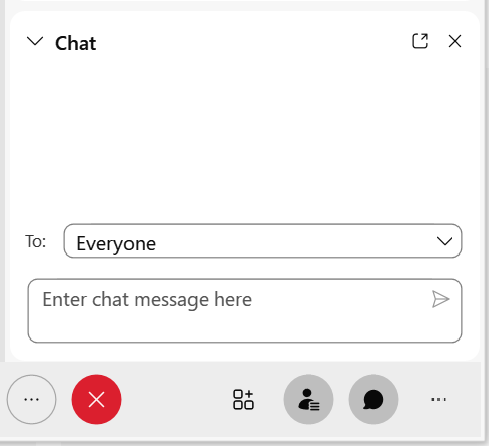 Chat
To: Everyone
Enter chat message here